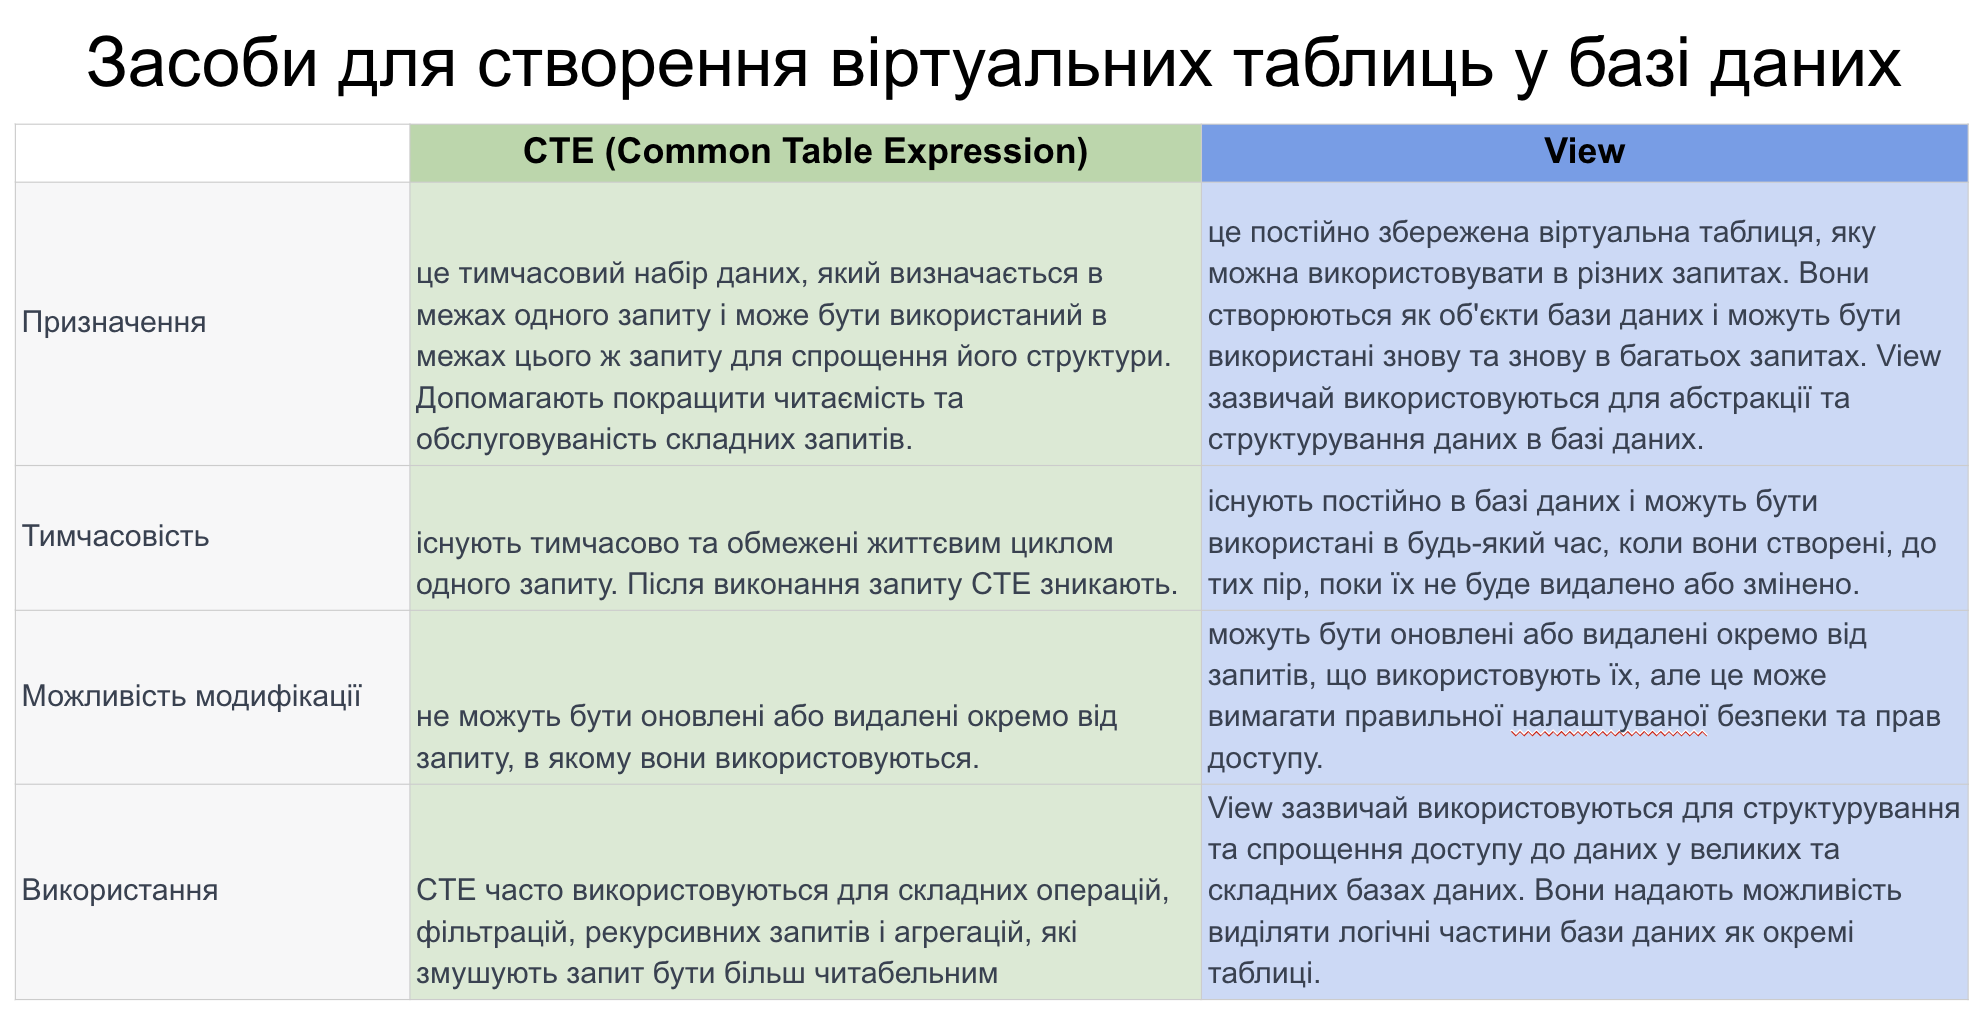 Засоби для створення віртуальних таблиць у базі даних
CTE (Common Table Expression)
View
Призначення
це тимчасовий набір даних, який визначається в
межах одного запиту і може бути використаний в
межах цього ж запиту для спрощення його структури.
Допомагають покращити читаємість та
обслуговуваність складних запитів.
це постійно збережена віртуальна таблиця, яку
можна використовувати в різних запитах. Вони
створюються як об'єкти бази даних і можуть бути
використані знову та знову в багатьох запитах. View
зазвичай використовуються для абстракції та
структурування даних в базі даних.
Тимчасовість
існують тимчасово та обмежені життєвим циклом
одного запиту. Після виконання запиту CTE зникають.
існують постійно в базі даних і можуть бути
використані в будь-який час, коли вони створені, до
тих пір, поки їх не буде видалено або змінено.
Можливість модифікації
не можуть бути оновлені або видалені окремо від
запиту, в якому вони використовуються.
можуть бути оновлені або видалені окремо від
запитів, що використовують їх, але це може
вимагати правильної налаштуваної безпеки та прав
доступу.
Використання
CTE часто використовуються для складних операцій,
фільтрацій, рекурсивних запитів і агрегацій, які
змушують запит бути більш читабельним
View зазвичай використовуються для структурування
та спрощення доступу до даних у великих та
складних базах даних. Вони надають можливість
виділяти логічні частини бази даних як окремі
таблиці.